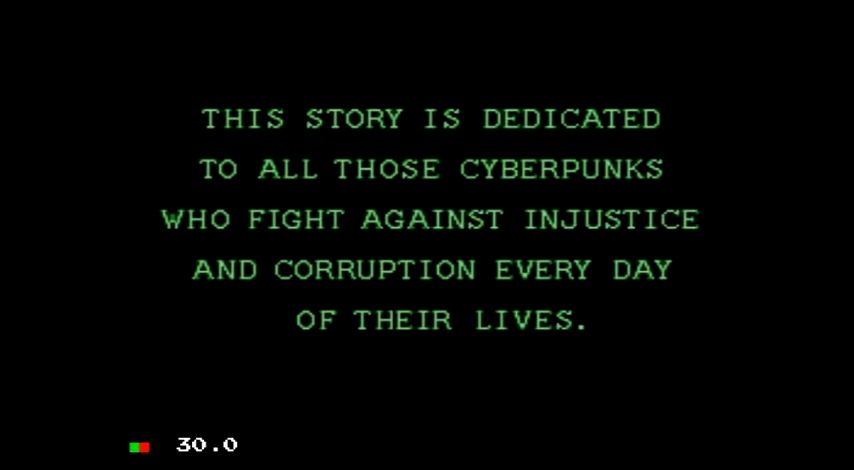 THIS STORY IS DEDICATED
TO ALL THOSE CYBERPUNKS
WHO FIGHT AGAINST INJUSTICE
AND CORRUPTION EVERY DAY
OF THEIR LIVES.
30.0